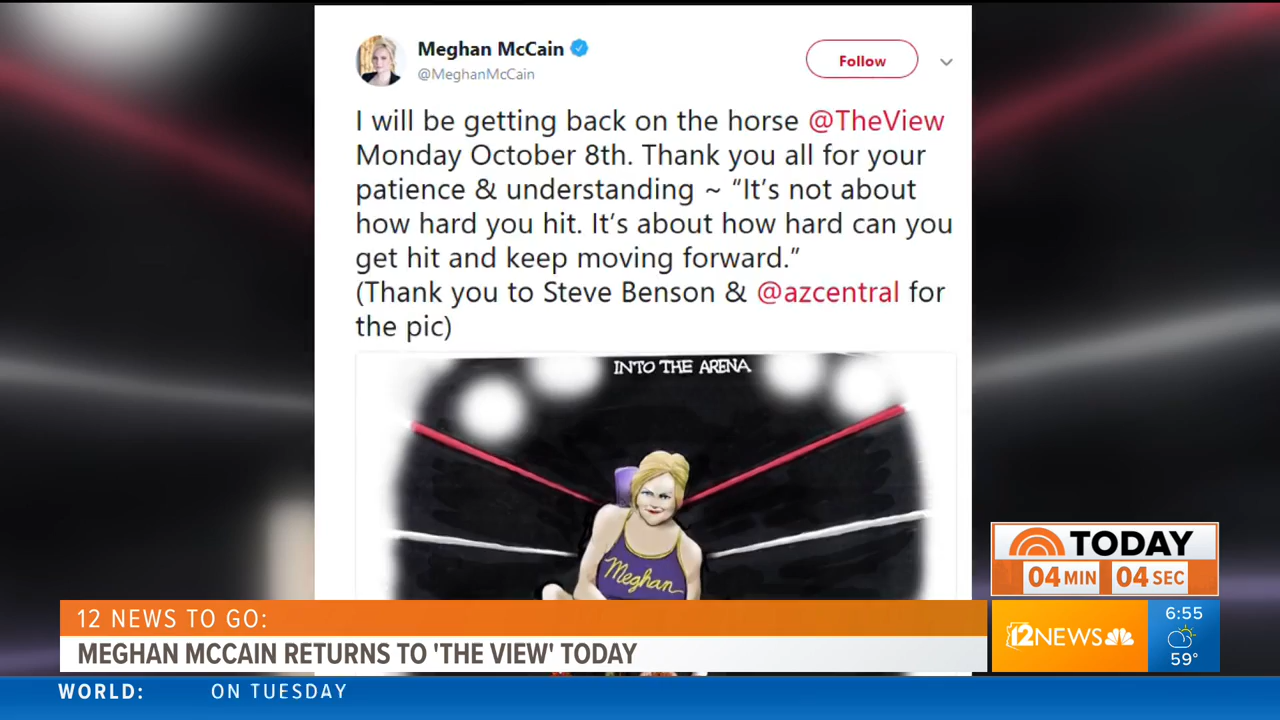 Meghan McCain
@MeghanMcCain
Follow
I will be getting back on the horse @TheView
Monday October 8th. Thank you all for your
patience & understanding ~ “It’s not about
how hard you hit. It’s about how hard can you
get hit and keep moving forward.”
(Thank you to Steve Benson & @azcentral for
the pic)
INTO THE ARENA
Meghan
TODAY
04 MIN 04 SEC
12 NEWS TO GO:
MEGHAN MCCAIN RETURNS TO 'THE VIEW' TODAY
12NEWS
6:55
59°
WORLD: ON TUESDAY